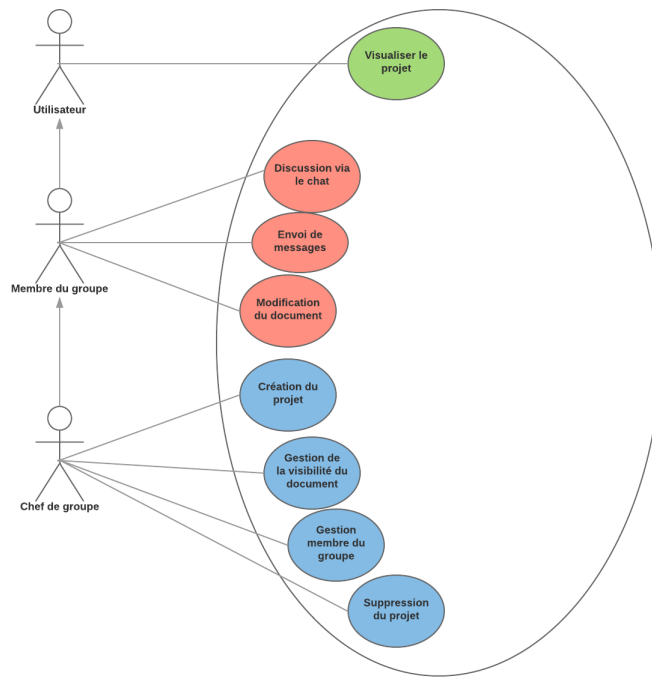 Visualiser le
projet
Utilisateur
Discussion via
le chat
Envoi de
messages
Membre du groupe
Modification
du document
Création du
projet
Gestion de
la visibilité du
document
Chef de groupe
Gestion
membre du
groupe
Suppression
du projet